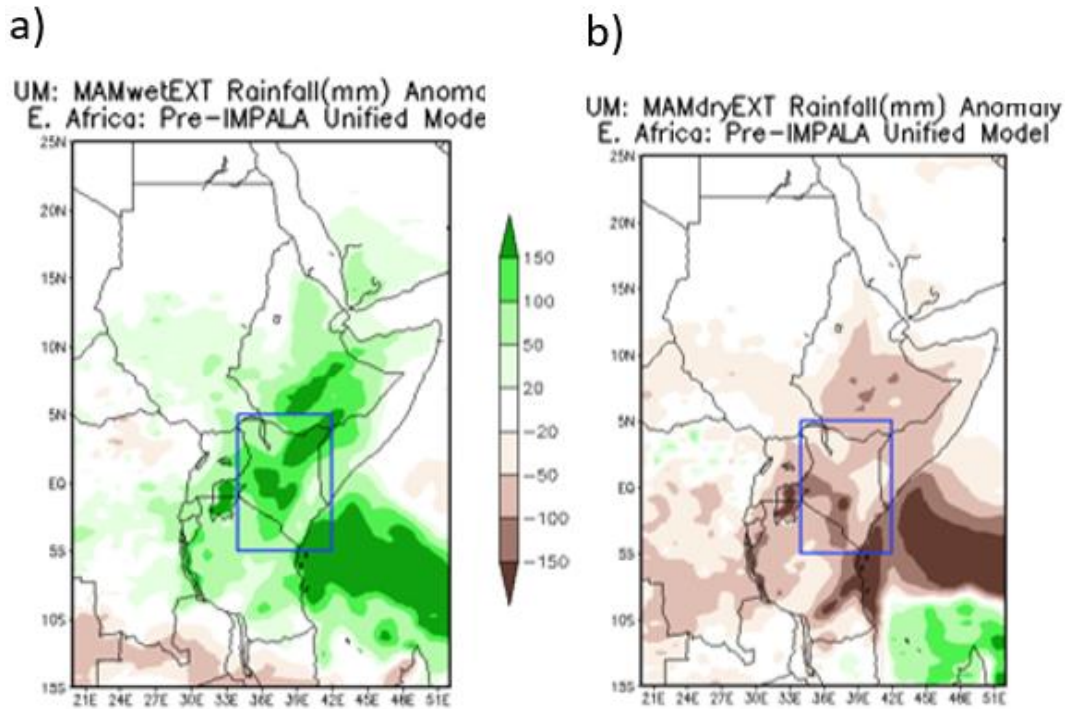 a)
UM: MAMwetEXT Rainfall(mm) Anoma
E. Africa: Pre-IMPALA Unified Mode
25N
20N
15N
10N
5N
EQ
5S
10S
15S
21E 24E 27E 30E 33E 36E 39E 42E 45E 48E 51E
150
100
50
20
-20
-50
-100
-150
b)
UM: MAMdryEXT Rainfall(mm) Anomaly
E. Africa: Pre-IMPALA Unified Model
25N
20N
15N
10N
5N
EQ
5S
10S
15S
21E 24E 27E 30E 33E 36E 39E 42E 45E 48E 51E